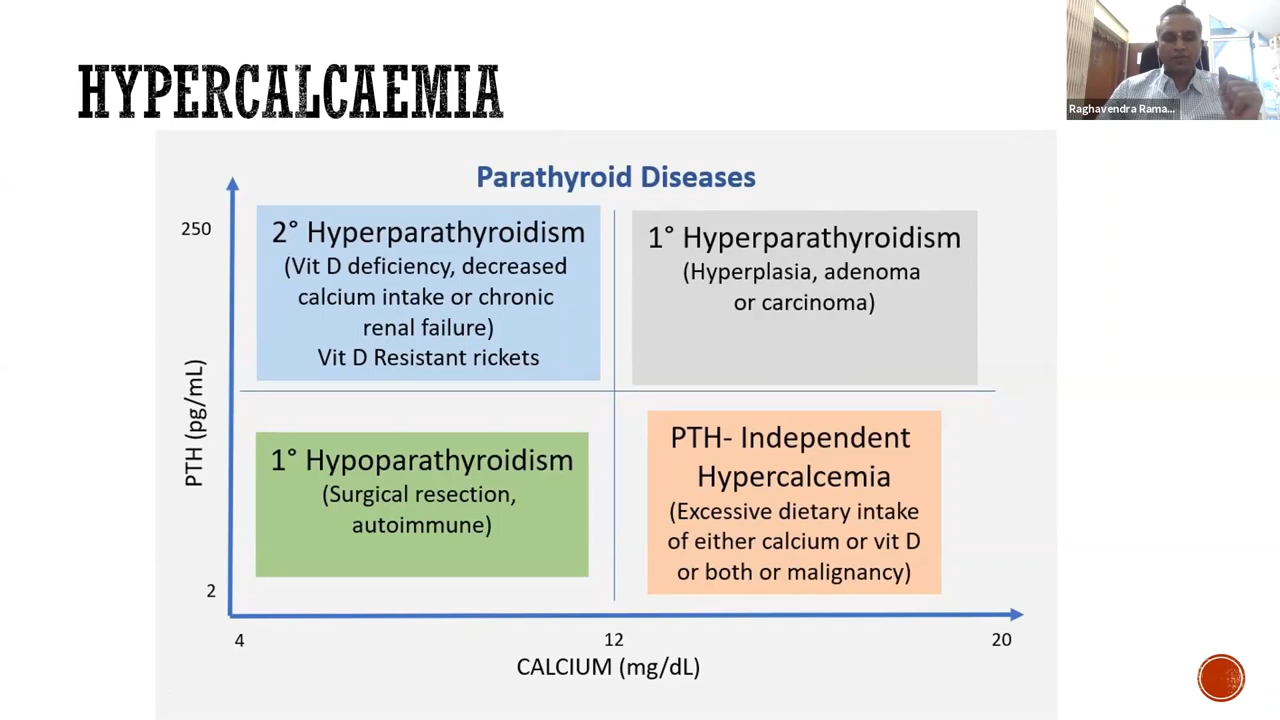 HYPERCALCAEMIA
Raghavendra Rama...
Parathyroid Diseases
250
2° Hyperparathyroidism
(Vit D deficiency, decreased
calcium intake or chronic
renal failure)
Vit D Resistant rickets
1° Hyperparathyroidism
(Hyperplasia, adenoma
or carcinoma)
PTH (pg/mL)
1° Hypoparathyroidism
(Surgical resection,
autoimmune)
PTH- Independent
Hypercalcemia
(Excessive dietary intake
of either calcium or vit D
or both or malignancy)
2
4
12
20
CALCIUM (mg/dL)